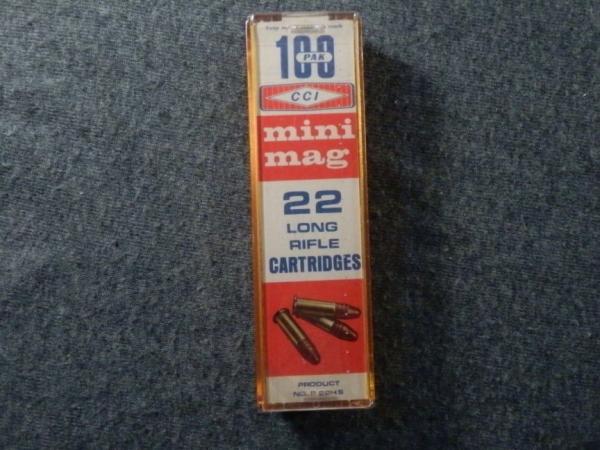 100
PAK
CCI
mini
mag
22
LONG
RIFLE
CARTRIDGES
PRODUCT